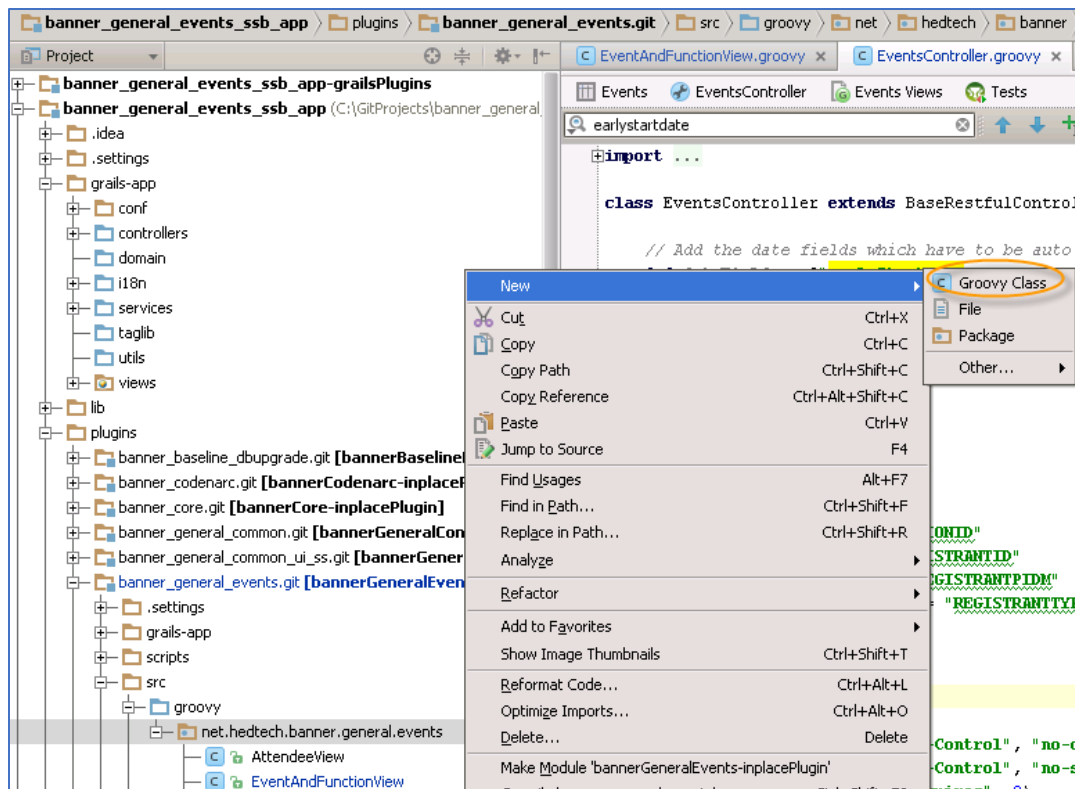 banner_general_events_ssb_app plugins banner_general_events.git src groovy net hedtech banner
Project
EventAndFunctionView.groovy EventsController.groovy
banner_general_events_ssb_app-grailsPlugins
banner_general_events_ssb_app (C:\GitProjects\banner_general_
.idea
.settings
grails-app
conf
controllers
domain
i18n
services
taglib
utils
views
lib
plugins
banner_baseline_dbupgrade.git [bannerBaselineI
banner_codenarc.git [bannerCodenarc-inplaceP
banner_core.git [bannerCore-inplacePlugin]
banner_general_common.git [bannerGeneralCon
banner_general_common_ui_ss.git [bannerGener
banner_general_events.git [bannerGeneralEven
.settings
grails-app
scripts
src
groovy
net.hedtech.banner.general.events
AttendeeView
EventAndFunctionView
Events EventsController Events Views Tests
earlystartdate
import ...
class EventsController extends BaseRestfulControl
// Add the date fields which have to be auto
New
Cut Ctrl+X
Copy Ctrl+C
Copy Path Ctrl+Shift+C
Copy Reference Ctrl+Alt+Shift+C
Paste Ctrl+V
Jump to Source F4
Find Usages Alt+F7
Find in Path... Ctrl+Shift+F
Replace in Path... Ctrl+Shift+R
Analyze
Refactor
Add to Favorites
Show Image Thumbnails Ctrl+Shift+T
Reformat Code... Ctrl+Alt+L
Optimize Imports... Ctrl+Alt+O
Delete... Delete
Make Module 'bannerGeneralEvents-inplacePlugin'
Groovy Class
File
Package
Other...
IONID"
ISTRANTID"
EGISTRANTPIDM"
= "REGISTRANTTYP
-Control", "no-c
-Control", "no-s